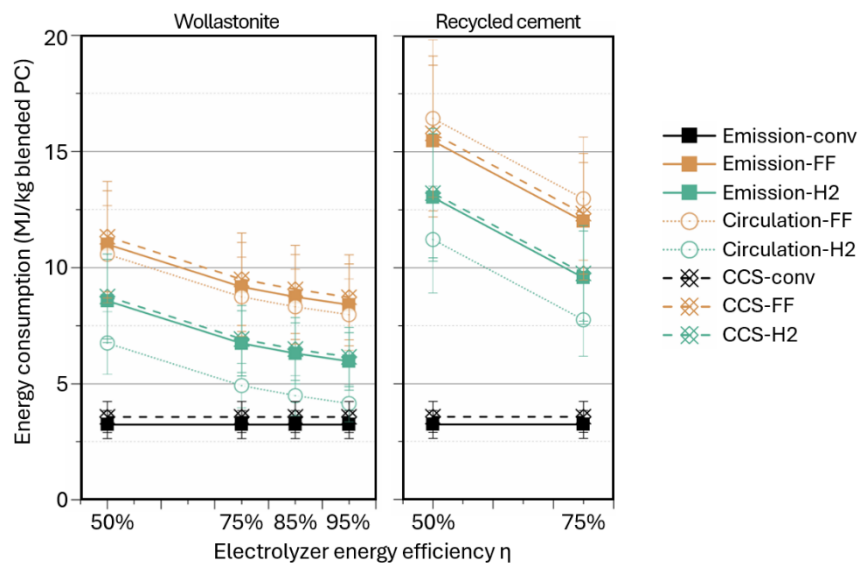 Wollastonite
Recycled cement
Energy consumption (MJ/kg blended PC)
20
15
10
5
0
50%
75%
85%
95%
50%
75%
Electrolyzer energy efficiency η
Emission-conv
Emission-FF
Emission-H2
Circulation-FF
Circulation-H2
CCS-conv
CCS-FF
CCS-H2